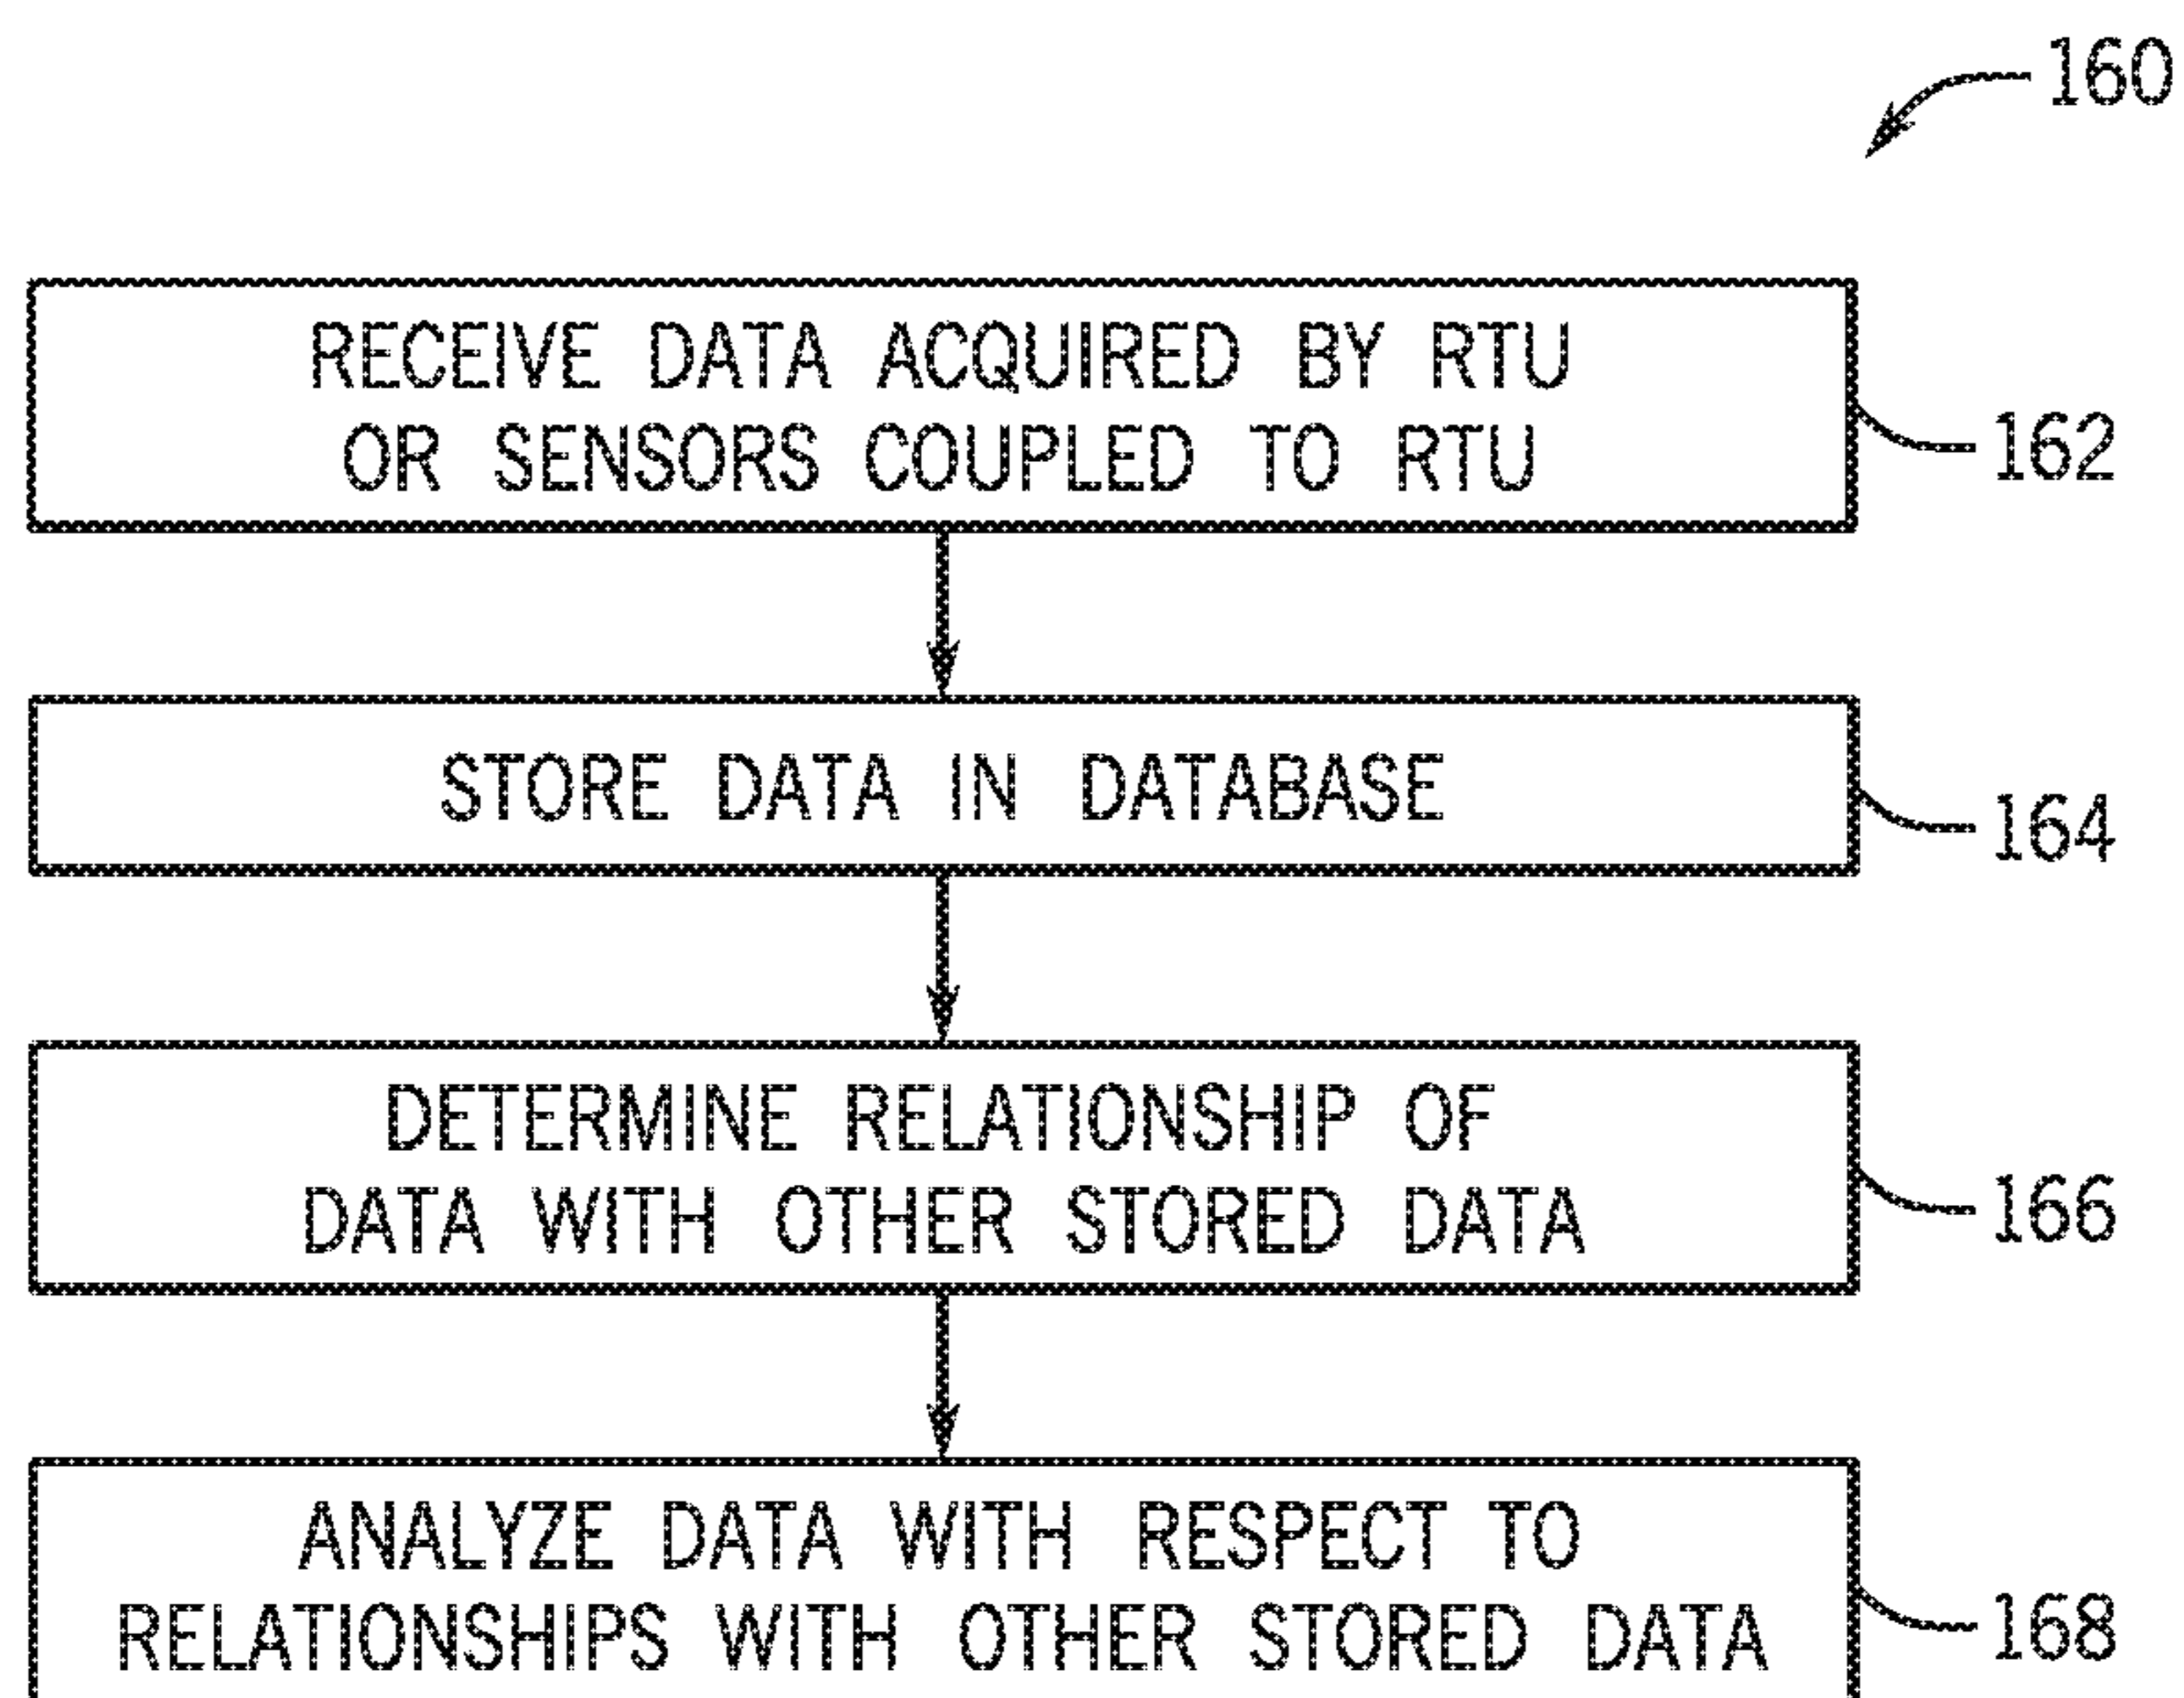 160
RECEIVE DATA ACQUIRED BY RTU
OR SENSORS COUPLED TO RTU
162
STORE DATA IN DATABASE
164
DETERMINE RELATIONSHIP OF
DATA WITH OTHER STORED DATA
166
ANALYZE DATA WITH RESPECT TO
RELATIONSHIPS WITH OTHER STORED DATA
168